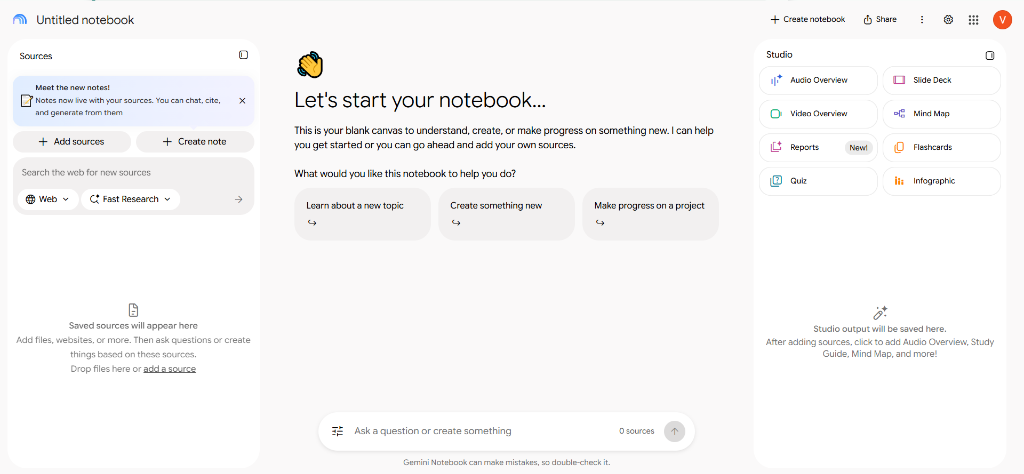 Untitled notebook
Create notebook
Share
V
Sources
Meet the new notes!
Notes now live with your sources. You can chat, cite,
and generate from them
Add sources
Create note
Search the web for new sources
Web
Fast Research
Saved sources will appear here
Add files, websites, or more. Then ask questions or create
things based on these sources.
Drop files here or add a source
Let's start your notebook...
This is your blank canvas to understand, create, or make progress on something new. I can help
you get started or you can go ahead and add your own sources.
What would you like this notebook to help you do?
Learn about a new topic
Create something new
Make progress on a project
Ask a question or create something
0 sources
Gemini Notebook can make mistakes, so double-check it.
Studio
Audio Overview
Slide Deck
Video Overview
Mind Map
Reports
New!
Flashcards
Quiz
Infographic
Studio output will be saved here.
After adding sources, click to add Audio Overview, Study
Guide, Mind Map, and more!